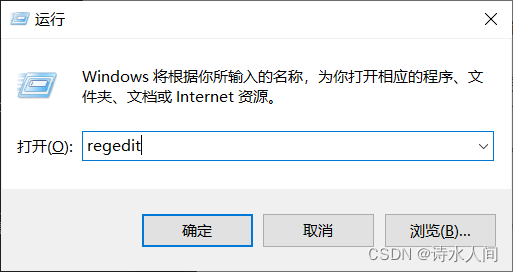 运行
Windows 将根据你所输入的名称，为你打开相应的程序、文
件夹、文档或 Internet 资源。
打开(O): regedit
确定 取消 浏览(B)...
CSDN @诗水人间